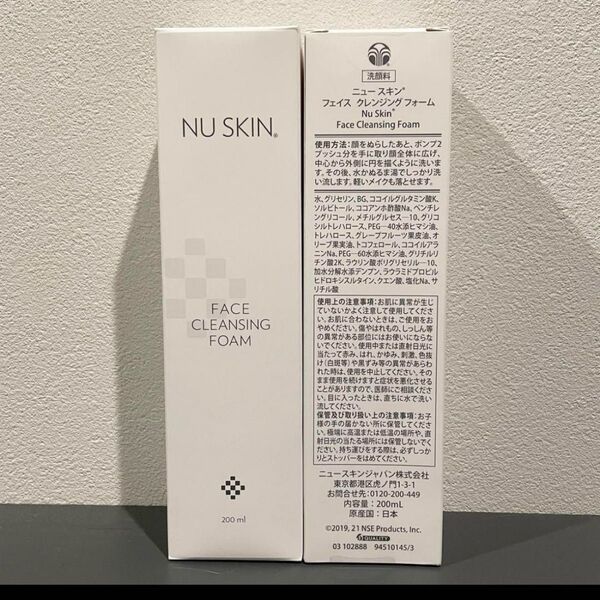 NU SKIN®
FACE
CLEANSING
FOAM
200 ml
洗顔料
ニュー スキン®
フェイス クレンジング フォーム
Nu Skin®
Face Cleansing Foam
使用方法：顔をぬらしたあと、ポンプ2
プッシュ分を手に取り顔全体に広げ、
中心から外側に円を描くように洗いま
す。その後、水かぬるま湯でしっかり洗
い流します。軽いメイクも落とせます。
水、グリセリン、BG、ココイルグルタミン酸K、
ソルビトール、ココアンホ酢酸Na、ペンチレ
ングリコール、メチルグルセス－10、グリコ
シルトレハロース、PEG－40水添ヒマシ油、
トレハロース、グレープフルーツ果皮油、オ
リーブ果実油、トコフェロール、ココイルアラ
ニンNa、PEG－60水添ヒマシ油、グリチルリ
チン酸2K、ラウリン酸ポリグリセリル－10、
加水分解水添デンプン、ラウラミドプロピル
ヒドロキシスルタイン、クエン酸、塩化Na、サ
リチル酸
使用上の注意事項：お肌に異常が生じ
ていないかよく注意して使用してくださ
い。お肌に合わないときは、ご使用をお
やめください。傷やはれもの、しっしん等
の異常がある部位にはお使いにならな
いでください。使用中または直射日光に
当たって赤み、はれ、かゆみ、刺激、色抜
け（白斑等）や黒ずみ等の異常があらわ
れた時は、使用を中止してください。その
まま使用を続けますと症状を悪化させる
ことがありますので、医師にご相談くださ
い。目に入ったときは、直ちに水で洗い
流してください。
保管及び取り扱い上の注意事項：お子
様の手の届かない所に保管してくださ
い。極端に高温または低温の場所や、直
射日光の当たる場所には保管しないでく
ださい。持ち運びをする際は、必ずしっか
りとストッパーをはめてください。
ニュースキンジャパン株式会社
東京都港区虎ノ門1-3-1
お問合せ先：0120-200-449
内容量：200mL
原産国：日本
©2019, 21 NSE Products, Inc.
QUALITY
03 102888 94510145/3